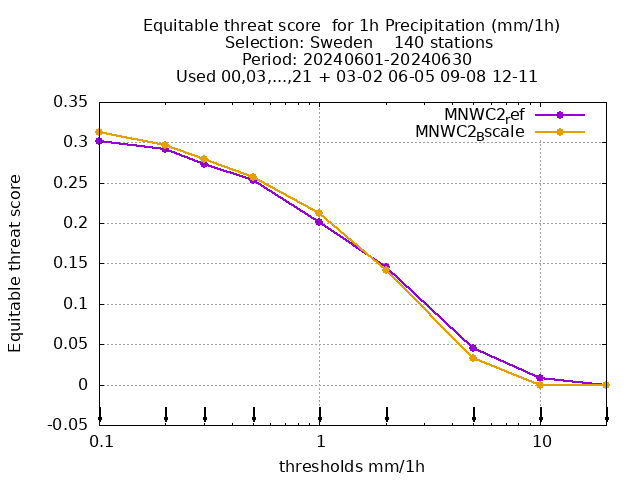 Equitable threat score  for 1h Precipitation (mm/1h)
Selection: Sweden    140 stations
Period: 20240601-20240630
Used 00,03,...,21 + 03-02 06-05 09-08 12-11
MNWC2ref
MNWC2Bscale
0.35
0.3
0.25
0.2
0.15
0.1
0.05
0
-0.05
Equitable threat score
0.1
1
10
thresholds mm/1h